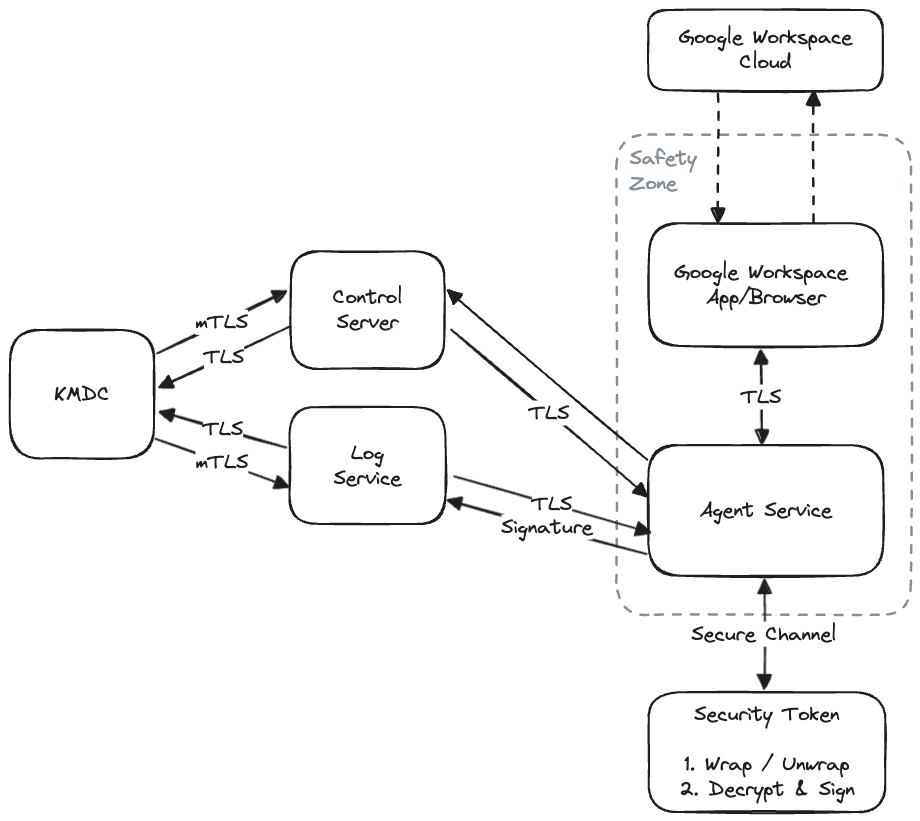 Google Workspace
Cloud
Safety
Zone
Google Workspace
App/Browser
Control
Server
mTLS
TLS
KMDC
TLS
TLS
TLS
mTLS
Log
Service
TLS
Signature
Agent Service
Secure Channel
Security Token
1. Wrap / Unwrap
2. Decrypt & Sign